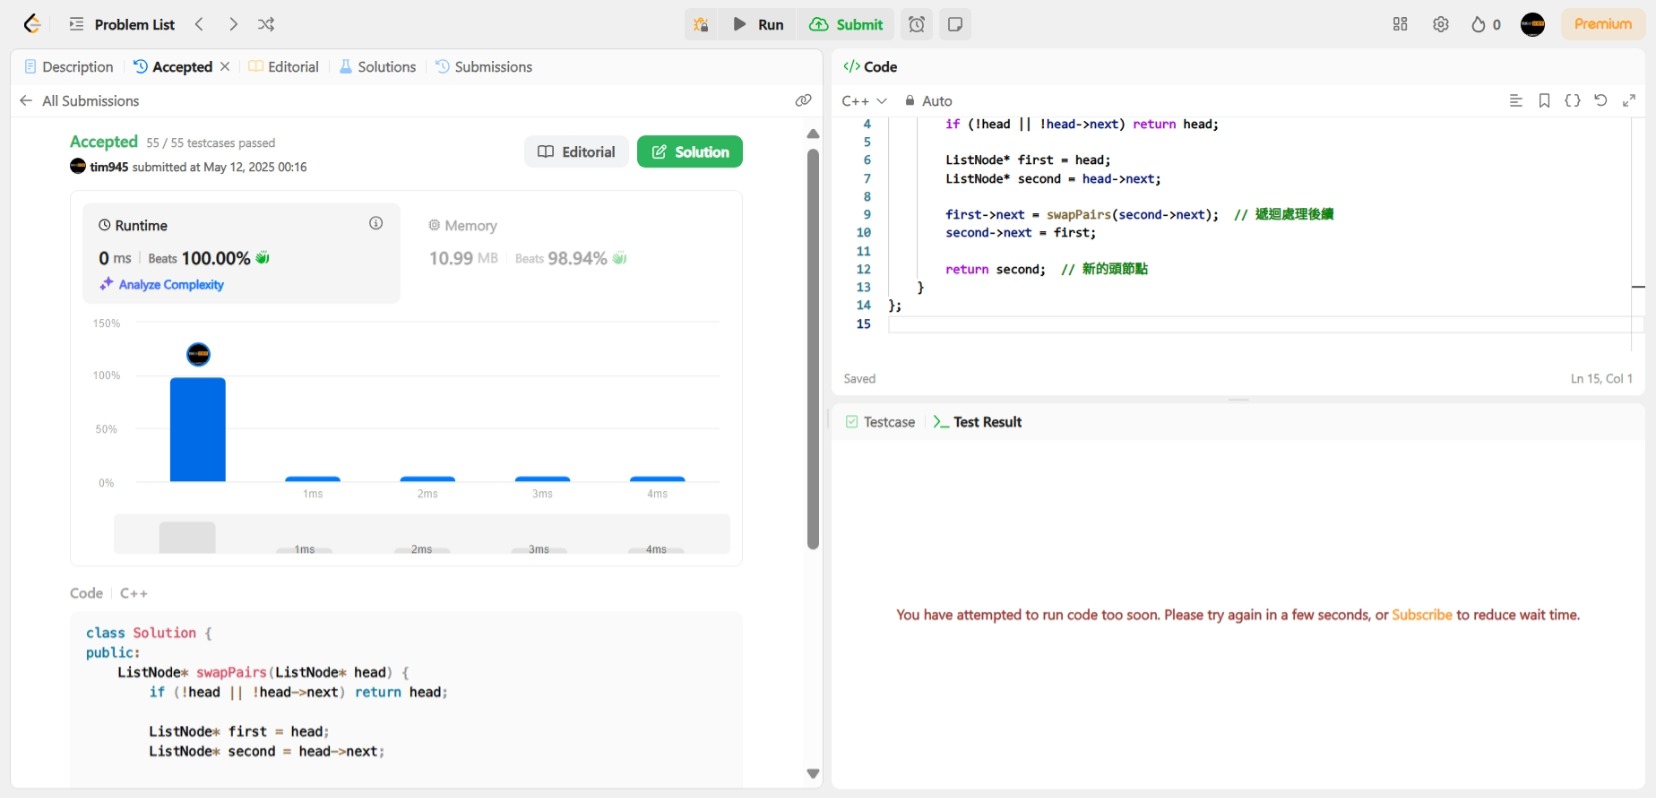 Problem List
Run
Submit
0
Premium
Description
Accepted
Editorial
Solutions
Submissions
All Submissions
Accepted 55 / 55 testcases passed
tim945 submitted at May 12, 2025 00:16
Editorial
Solution
Runtime
0 ms | Beats 100.00%
Analyze Complexity
Memory
10.99 MB | Beats 98.94%
150%
100%
50%
0%
1ms 2ms 3ms 4ms
1ms 2ms 3ms 4ms
Code | C++
class Solution {
public:
    ListNode* swapPairs(ListNode* head) {
        if (!head || !head->next) return head;
        ListNode* first = head;
        ListNode* second = head->next;
</> Code
C++ Auto
4 if (!head || !head->next) return head;
5
6 ListNode* first = head;
7 ListNode* second = head->next;
8
9 first->next = swapPairs(second->next);  // 遞迴處理後續
10 second->next = first;
11
12 return second;  // 新的頭節點
13 }
14 };
15
Saved
Ln 15, Col 1
Testcase
>_ Test Result
You have attempted to run code too soon. Please try again in a few seconds, or Subscribe to reduce wait time.